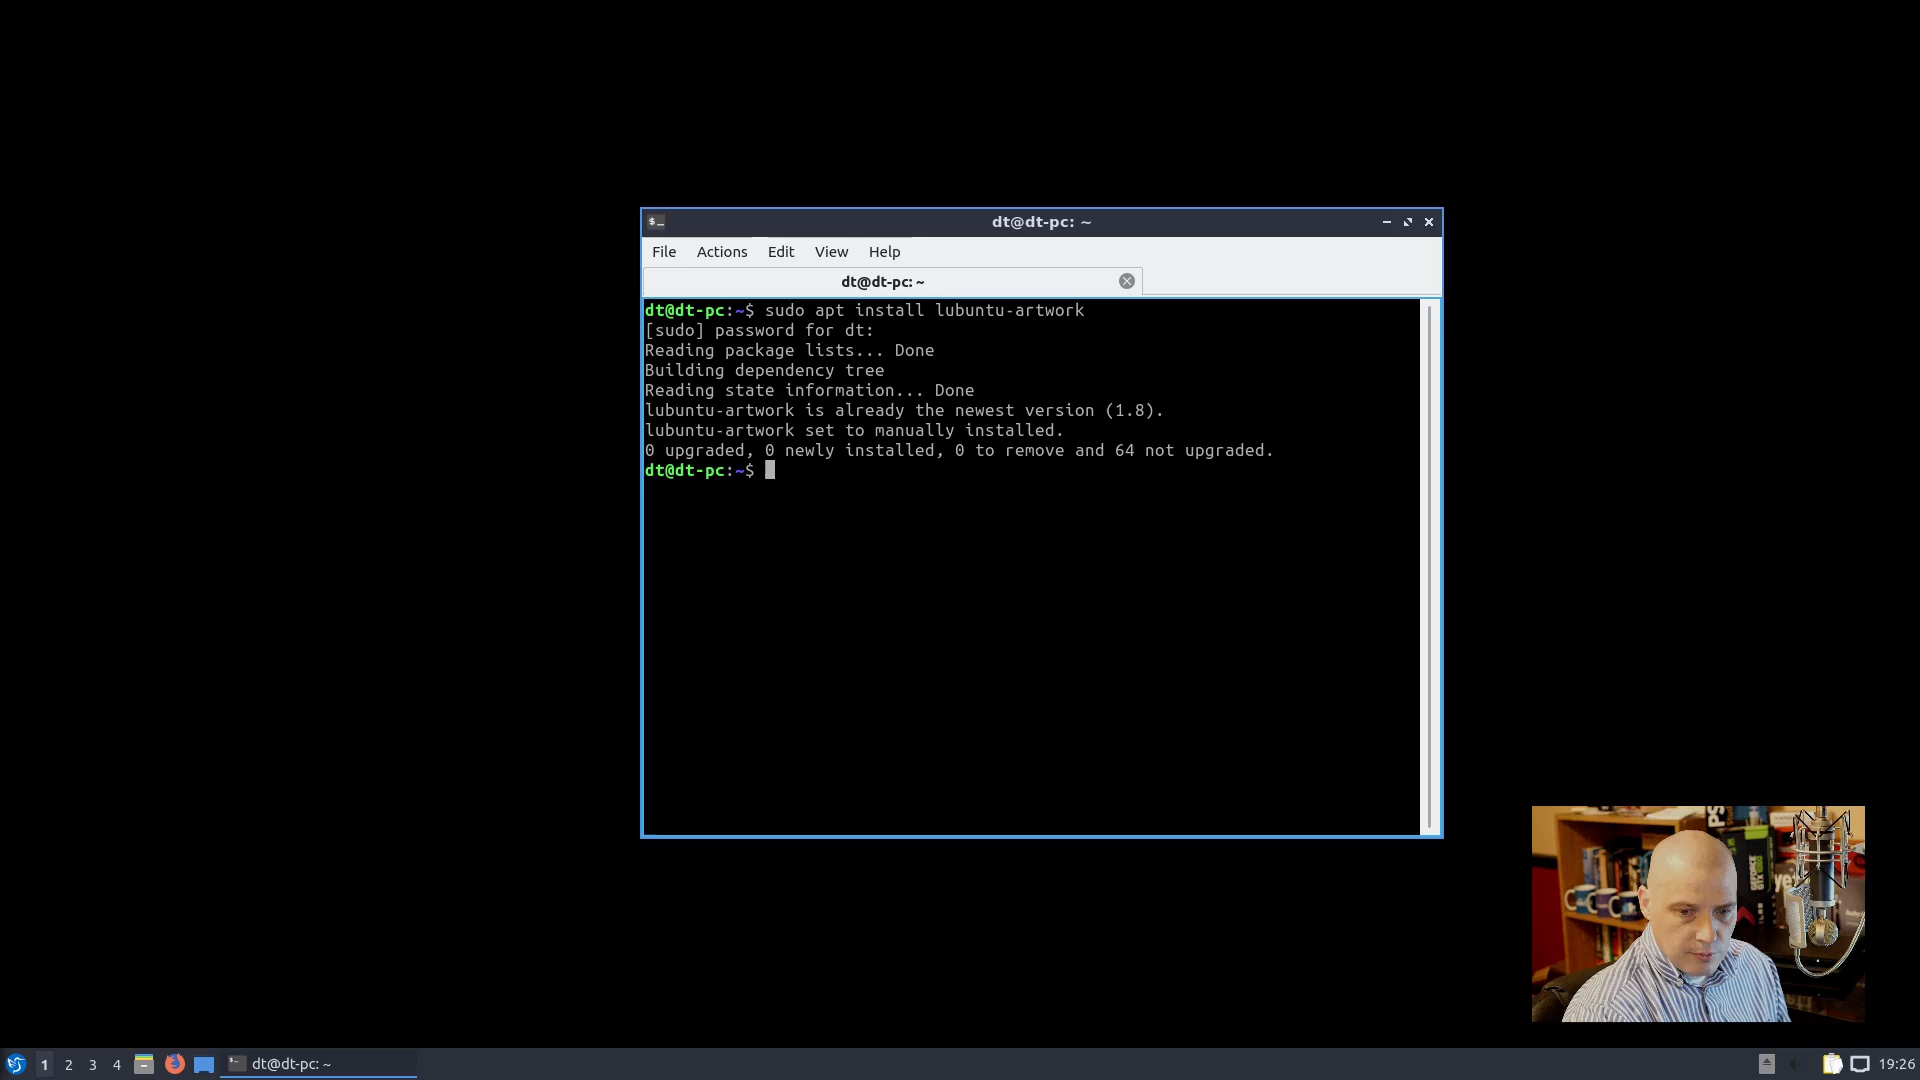 dt@dt-pc: ~
File Actions Edit View Help
dt@dt-pc: ~
dt@dt-pc:~$ sudo apt install lubuntu-artwork
[sudo] password for dt:
Reading package lists... Done
Building dependency tree
Reading state information... Done
lubuntu-artwork is already the newest version (1.8).
lubuntu-artwork set to manually installed.
0 upgraded, 0 newly installed, 0 to remove and 64 not upgraded.
dt@dt-pc:~$
GEFORCE
GTX
1 2 3 4 dt@dt-pc: ~ 19:26